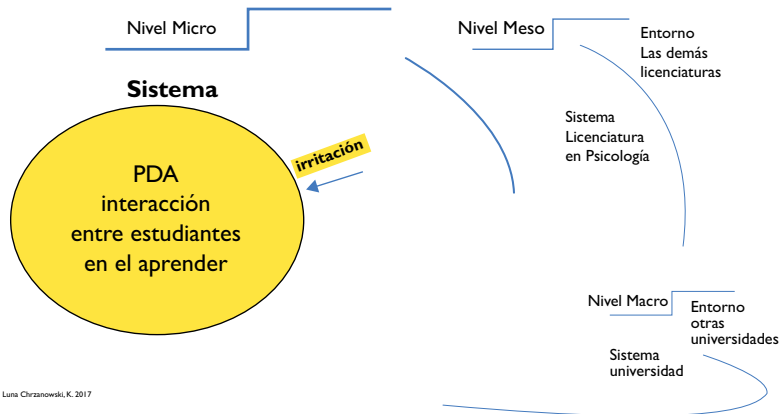 Nivel Micro
Sistema
PDA
interacción
entre estudiantes
en el aprender
irritación
Nivel Meso
Entorno
Las demás
licenciaturas
Sistema
Licenciatura
en Psicología
Nivel Macro
Entorno
otras
universidades
Sistema
universidad
Luna Chrzanowski, K. 2017